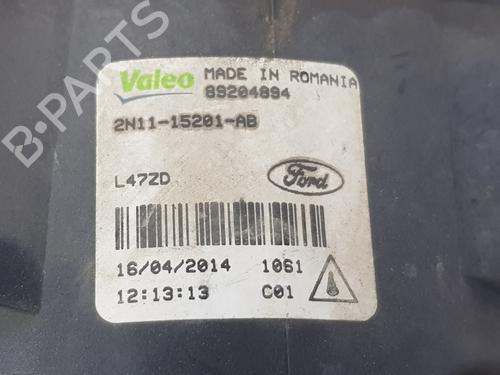 Valeo MADE IN ROMANIA
89204894
2N11-15201-AB
L47ZD
Ford
16/04/2014 1061
12:13:13 C01
B-PARTS